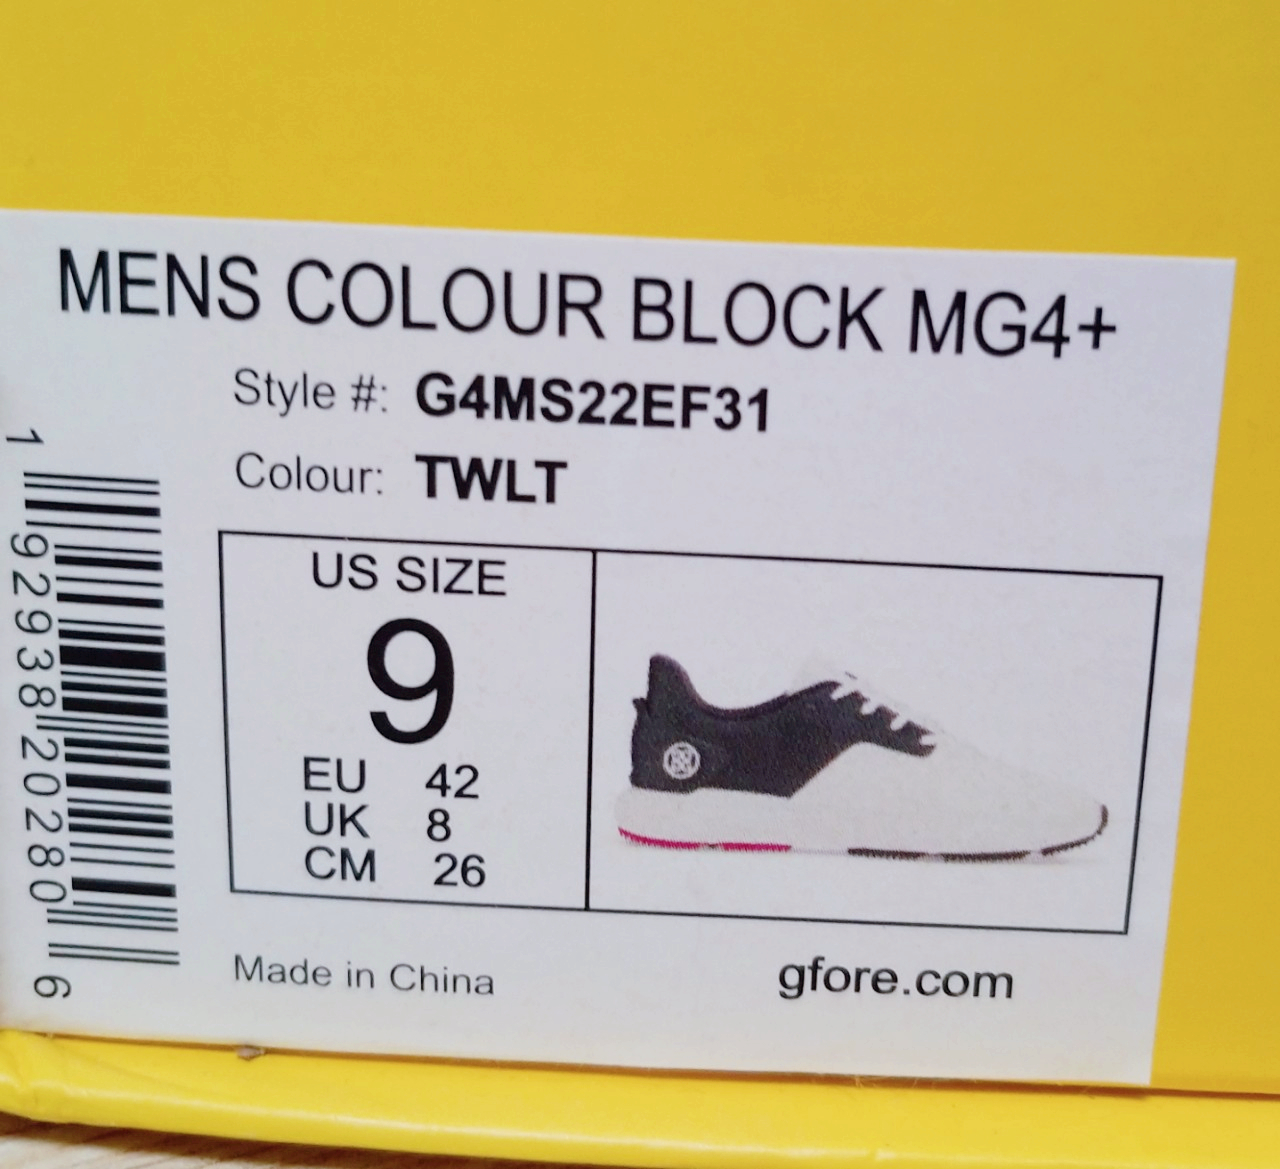 MENS COLOUR BLOCK MG4+
Style #: G4MS22EF31
Colour: TWLT
US SIZE
9
EU 42
UK 8
CM 26
Made in China
gfore.com
1 92938 20280 6